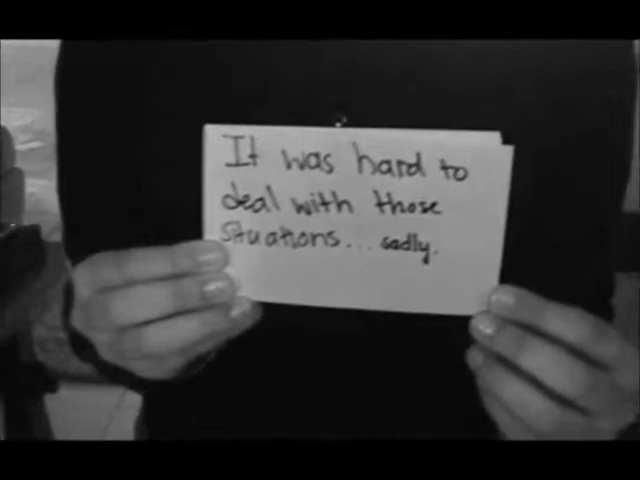 It was hard to
deal with those
situations... sadly.